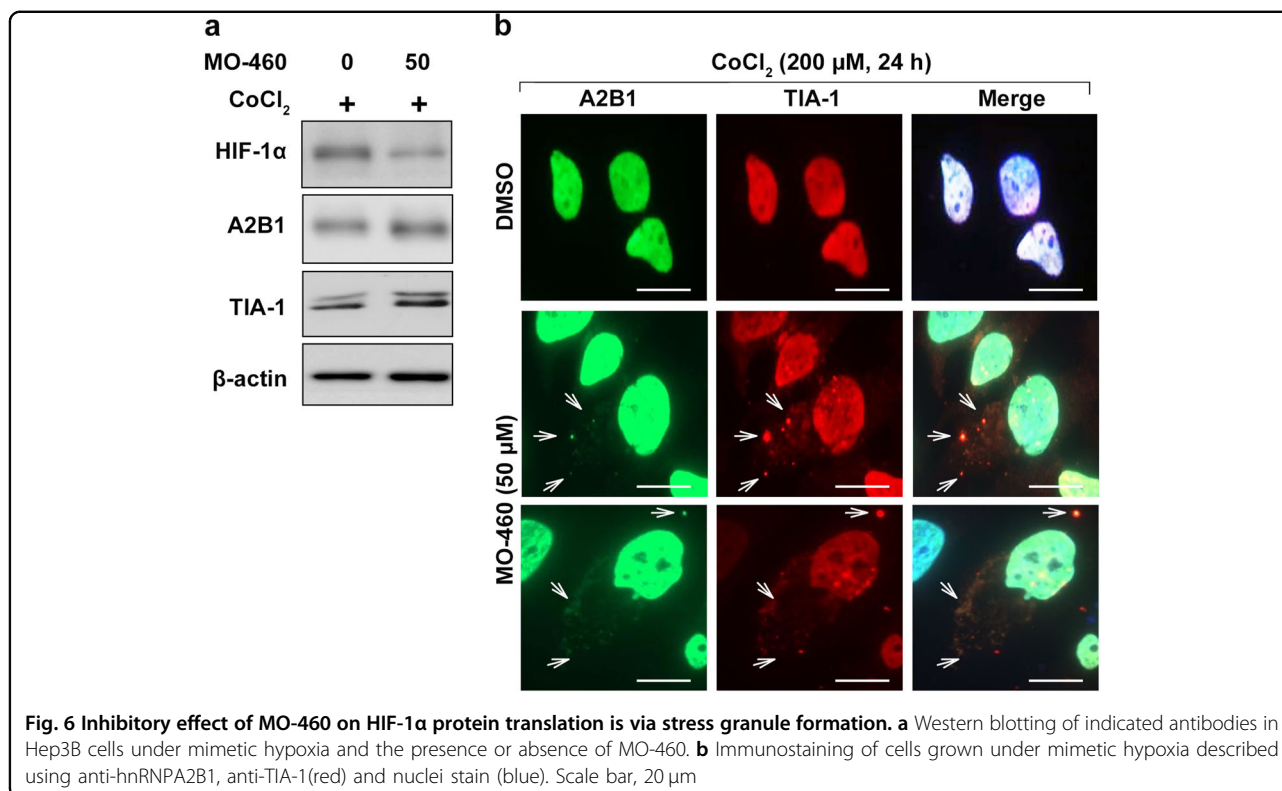 a
MO-460 0 50
CoCl₂ + +
HIF-1α
A2B1
TIA-1
β-actin
b
CoCl₂ (200 µM, 24 h)
A2B1 TIA-1 Merge
DMSO
MO-460 (50 µM)
Fig. 6 Inhibitory effect of MO-460 on HIF-1α protein translation is via stress granule formation. a Western blotting of indicated antibodies in
Hep3B cells under mimetic hypoxia and the presence or absence of MO-460. b Immunostaining of cells grown under mimetic hypoxia described
using anti-hnRNPA2B1, anti-TIA-1(red) and nuclei stain (blue). Scale bar, 20 µm